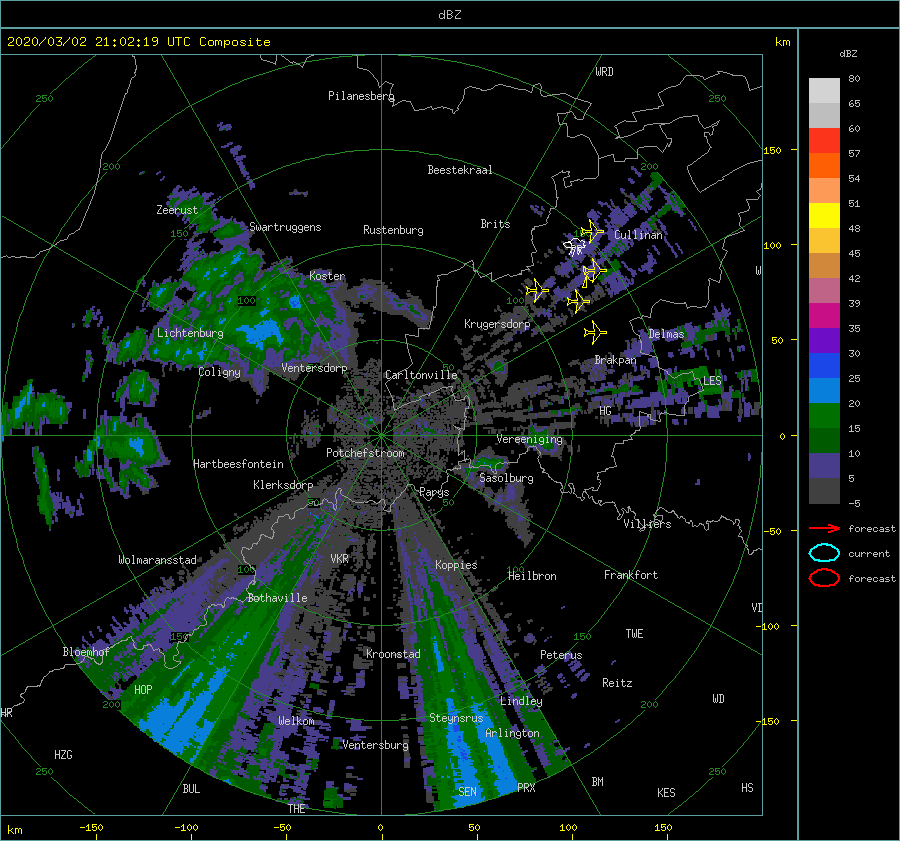 dBZ
2020/03/02 21:02:19 UTC Composite
km
dBZ
80
65
60
57
54
51
48
45
42
39
35
30
25
20
15
10
5
-5
forecast
current
forecast
WRD
250
250
Pilanesberg
150
200
200
Beestekraal
Zeerust
Swartruggens
Rustenburg
Brits
150
Cullinan
100
Koster
W
100
100
Krugersdorp
Lichtenburg
Delmas
50
Brakpan
Coligny
Ventersdorp
50
Carltonville
LES
HG
Vereeniging
0
Potchefstroom
Hartbeesfontein
Sasolburg
Klerksdorp
Parys
50
50
Villiers
-50
Wolmaransstad
VKR
Koppies
100
100
Heilbron
Frankfort
Bothaville
VD
-100
150
150
TWE
Bloemhof
Kroonstad
Peterus
Reitz
HOP
WD
200
Lindley
200
HR
Welkom
Steynsrus
-150
Arlington
Ventersburg
HZG
250
250
BUL
SEN
PRX
BM
KES
HS
THE
km
-150
-100
-50
0
50
100
150